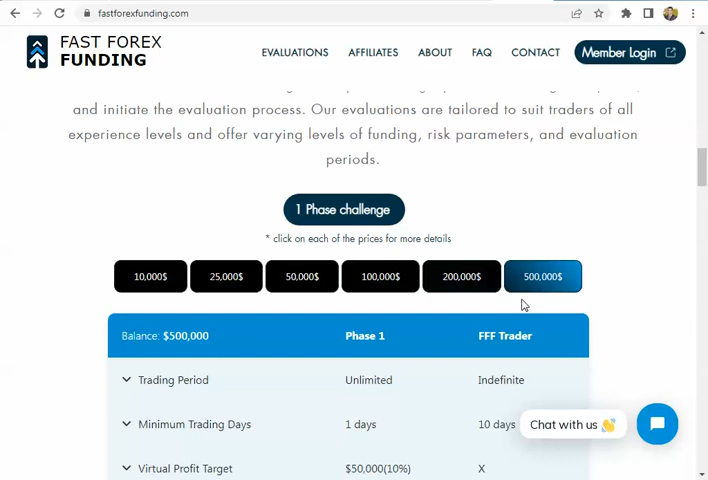 fastforexfunding.com
FAST FOREX
FUNDING
EVALUATIONS AFFILIATES ABOUT FAQ CONTACT Member Login
and initiate the evaluation process. Our evaluations are tailored to suit traders of all
experience levels and offer varying levels of funding, risk parameters, and evaluation
periods.
1 Phase challenge
* click on each of the prices for more details
10,000$ 25,000$ 50,000$ 100,000$ 200,000$ 500,000$
Balance: $500,000 Phase 1 FFF Trader
Trading Period Unlimited Indefinite
Minimum Trading Days 1 days 10 days
Chat with us 👋
Virtual Profit Target $50,000(10%) X